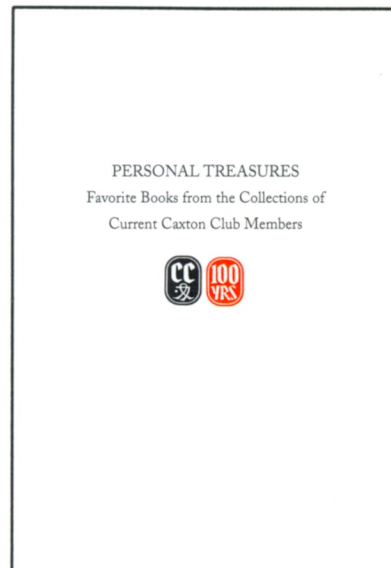 PERSONAL TREASURES
Favorite Books from the Collections of
Current Caxton Club Members
CC
100
YRS